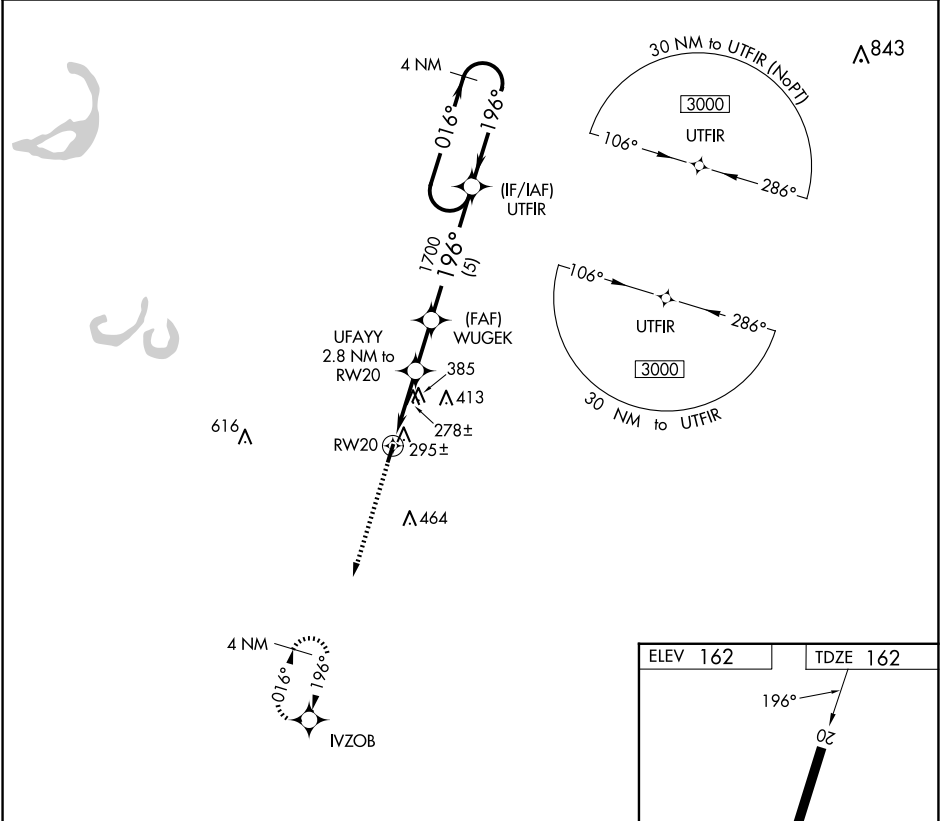 4 NM
016°
196°
(IF/IAF)
UTFIR
1700
196°
(5)
(FAF)
WUGEK
UFAYY
2.8 NM to
RW20
385
413
278±
295±
RW20
616
464
4 NM
016°
196°
IVZOB
30 NM to UTFIR (NoPT)
3000
UTFIR
106°
286°
843
106°
286°
UTFIR
3000
30 NM to UTFIR
ELEV 162
TDZE 162
196°
20